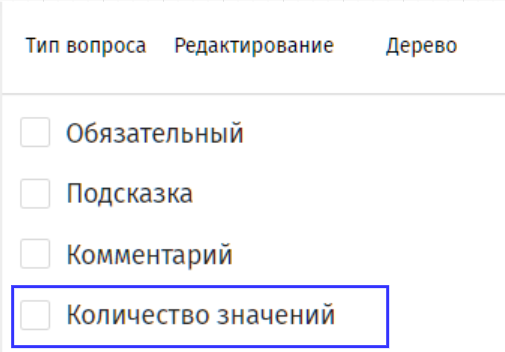 Тип вопроса Редактирование Дерево
Обязательный
Подсказка
Комментарий
Количество значений